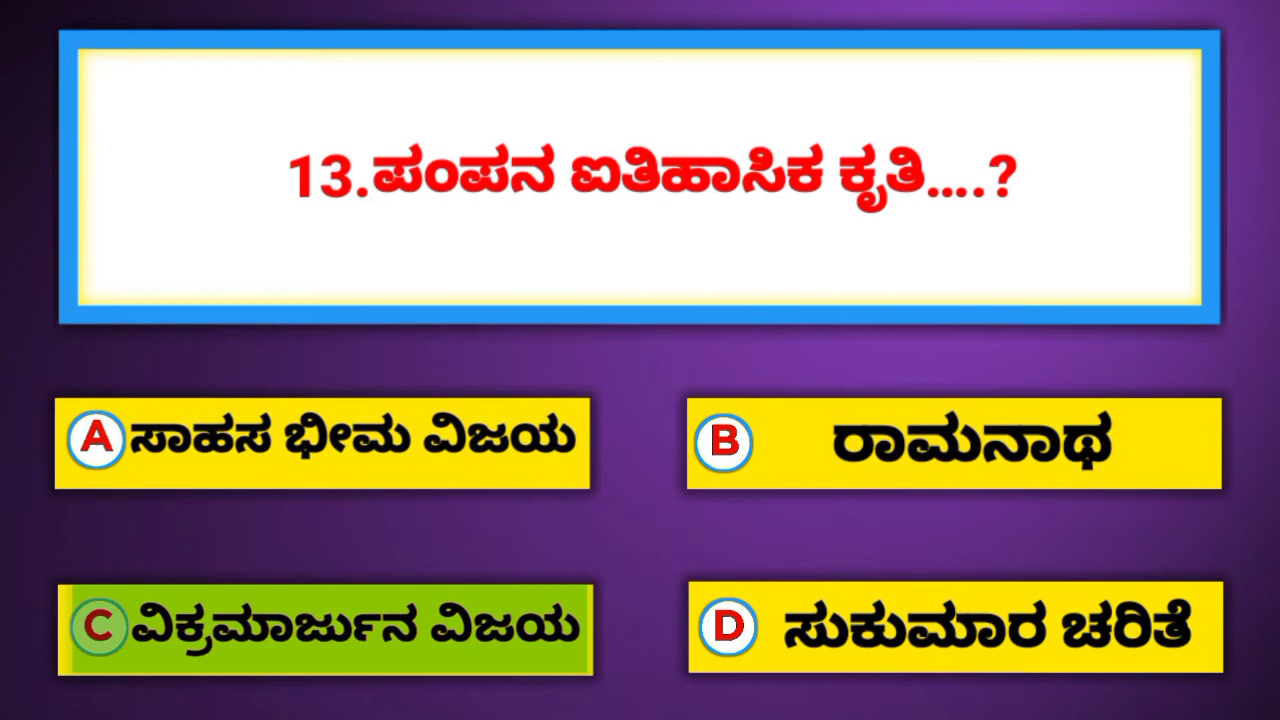 13.ಪಂಪನ ಐತಿಹಾಸಿಕ ಕೃತಿ....?
A ಸಾಹಸ ಭೀಮ ವಿಜಯ
B ರಾಮನಾಥ
C ವಿಕ್ರಮಾರ್ಜುನ ವಿಜಯ
D ಸುಕುಮಾರ ಚರಿತೆ